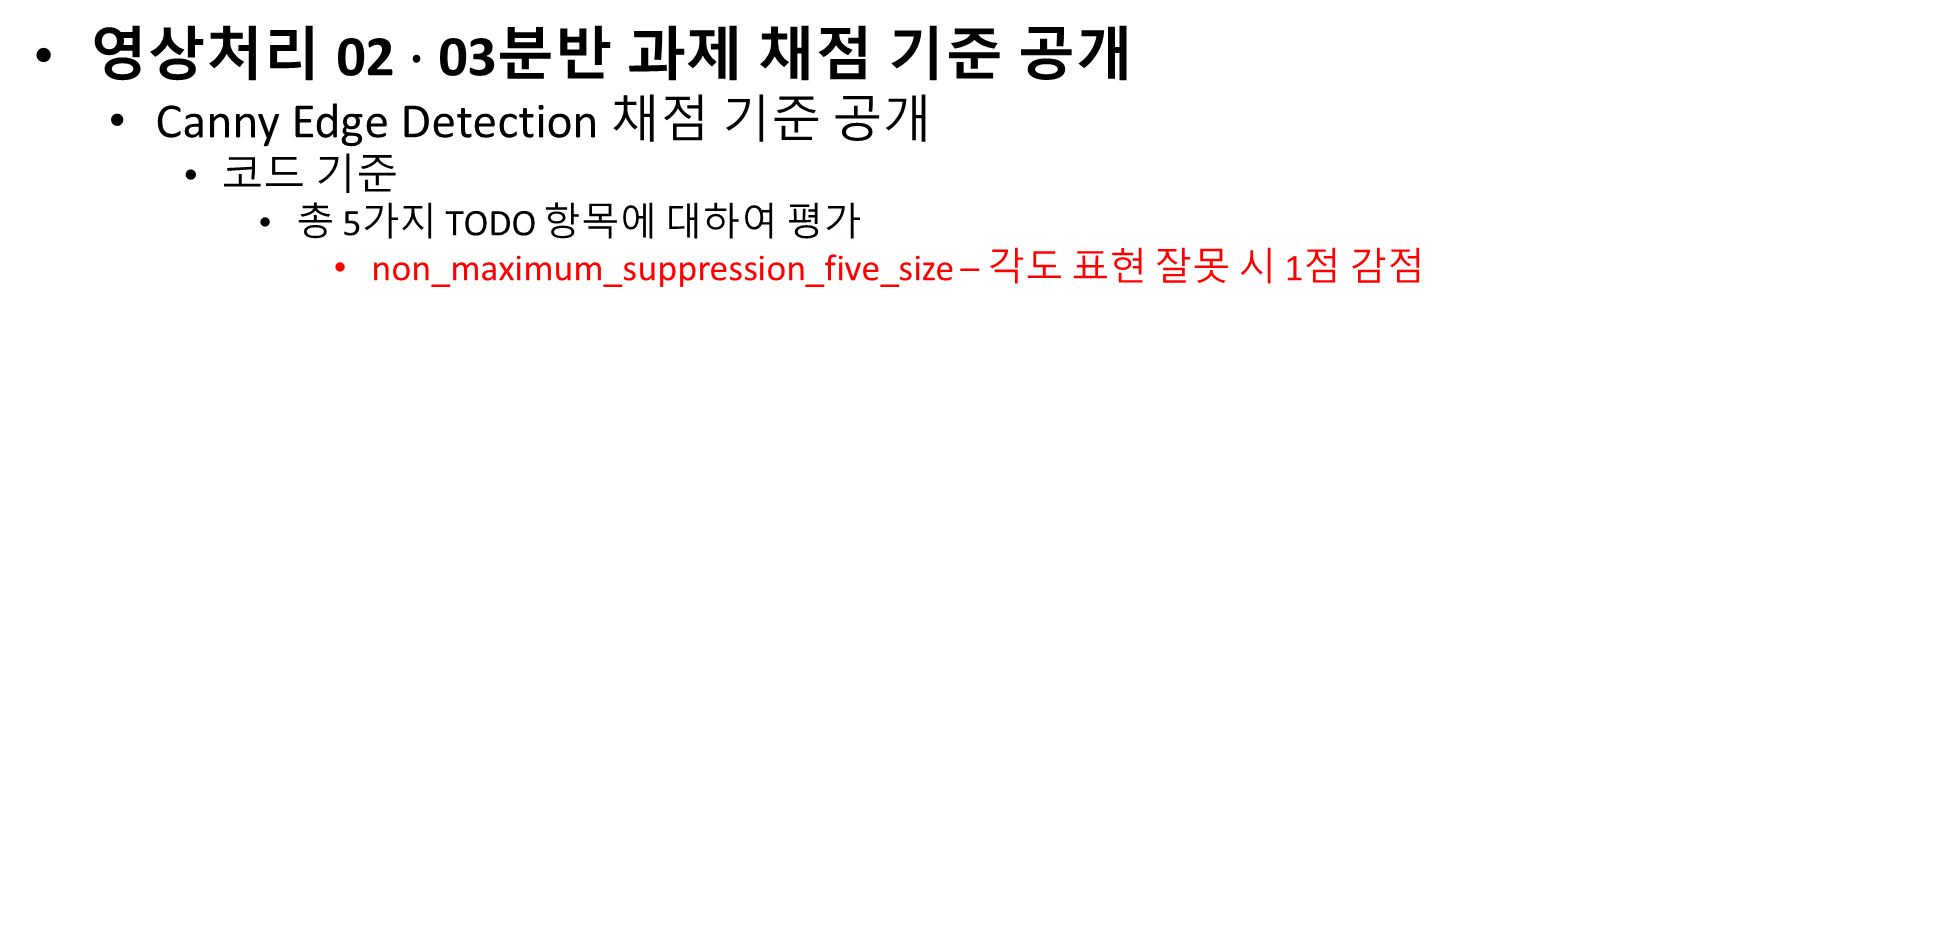 • 영상처리 02 · 03분반 과제 채점 기준 공개
• Canny Edge Detection 채점 기준 공개
• 코드 기준
• 총 5가지 TODO 항목에 대하여 평가
• non_maximum_suppression_five_size – 각도 표현 잘못 시 1점 감점